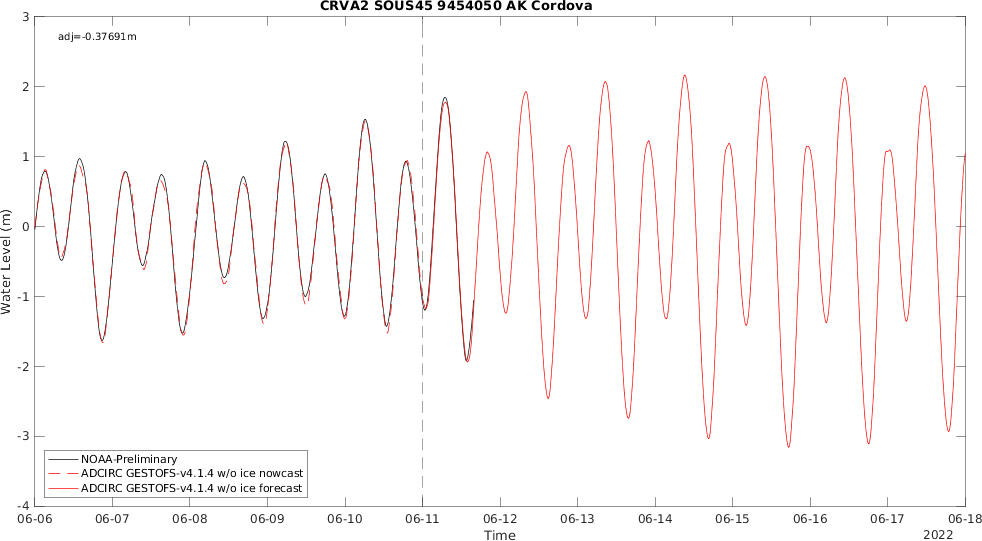 CRVA2 SOUS45 9454050 AK Cordova
adj=-0.37691m
3
2
1
0
-1
-2
-3
-4
Water Level (m)
NOAA-Preliminary
ADCIRC GESTOFS-v4.1.4 w/o ice nowcast
ADCIRC GESTOFS-v4.1.4 w/o ice forecast
06-06 06-07 06-08 06-09 06-10 06-11 06-12 06-13 06-14 06-15 06-16 06-17 06-18
Time
2022